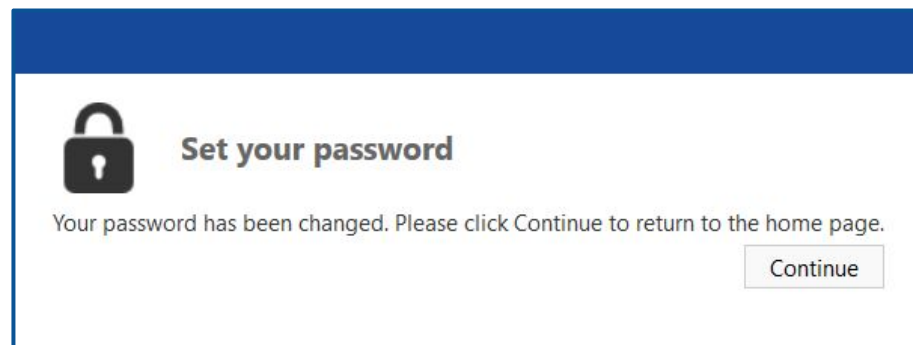 Set your password
Your password has been changed. Please click Continue to return to the home page.
Continue